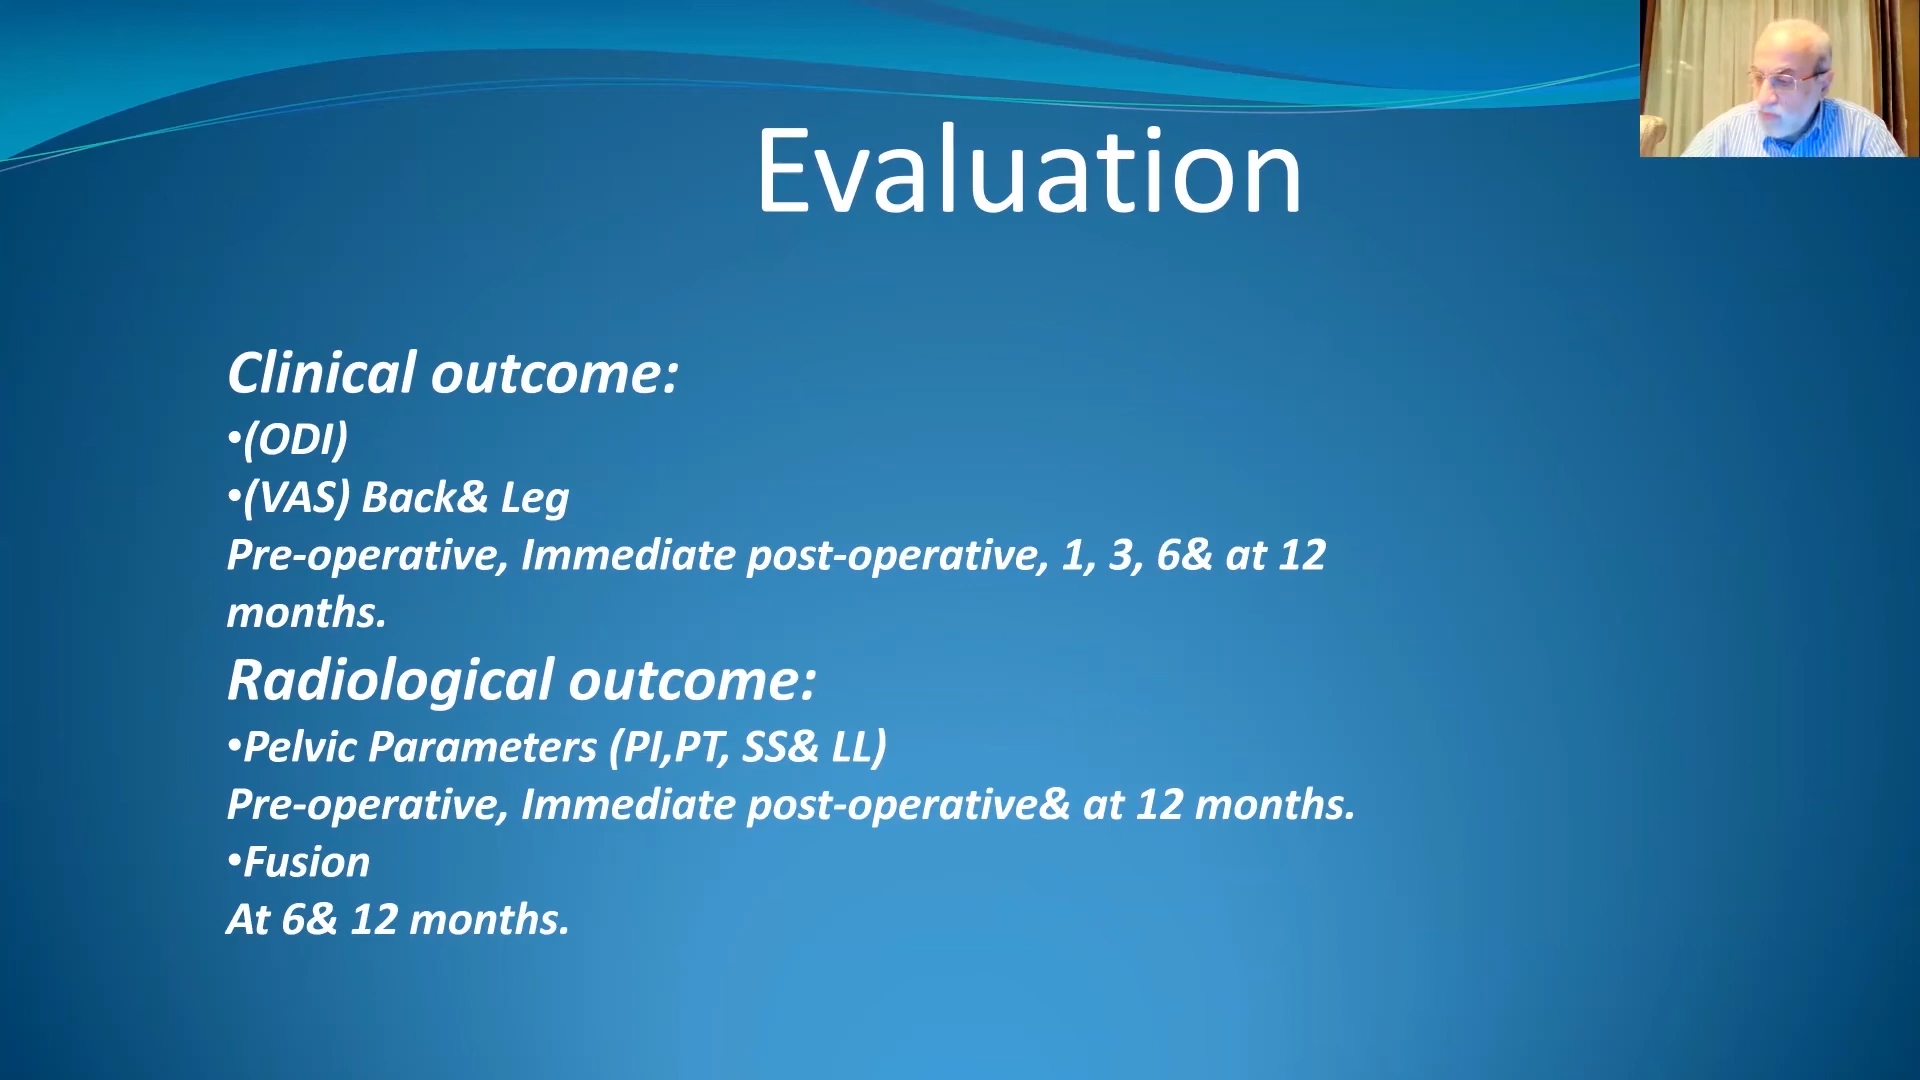 Evaluation
Clinical outcome:
•(ODI)
•(VAS) Back& Leg
Pre-operative, Immediate post-operative, 1, 3, 6& at 12
months.
Radiological outcome:
•Pelvic Parameters (PI,PT, SS& LL)
Pre-operative, Immediate post-operative& at 12 months.
•Fusion
At 6& 12 months.